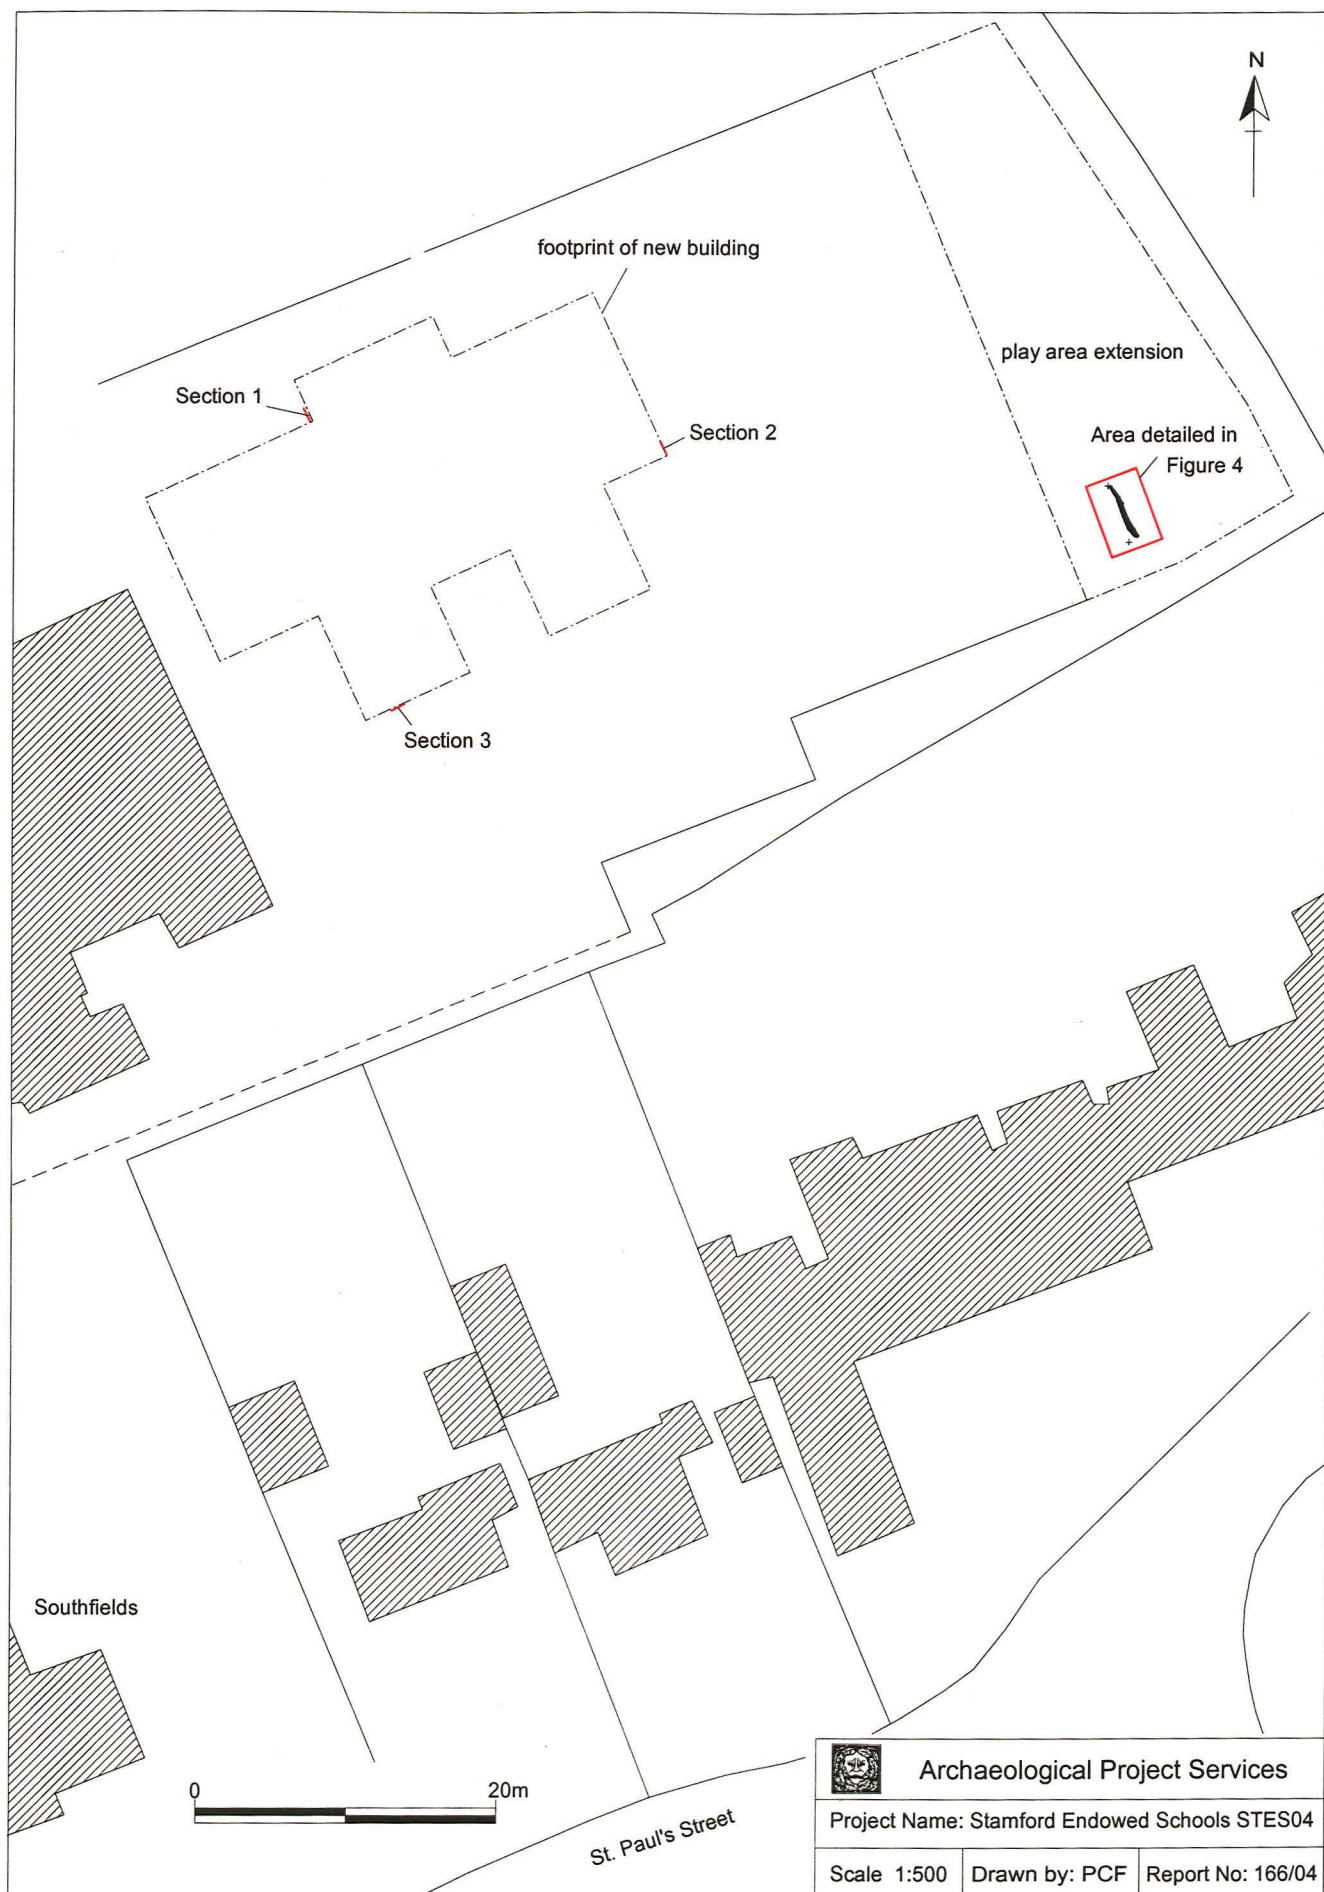 N
footprint of new building
play area extension
Section 1
Section 2
Area detailed in
Figure 4
Section 3
Southfields
0
20m
St. Paul's Street
Archaeological Project Services
Project Name: Stamford Endowed Schools STES04
Scale 1:500
Drawn by: PCF
Report No: 166/04